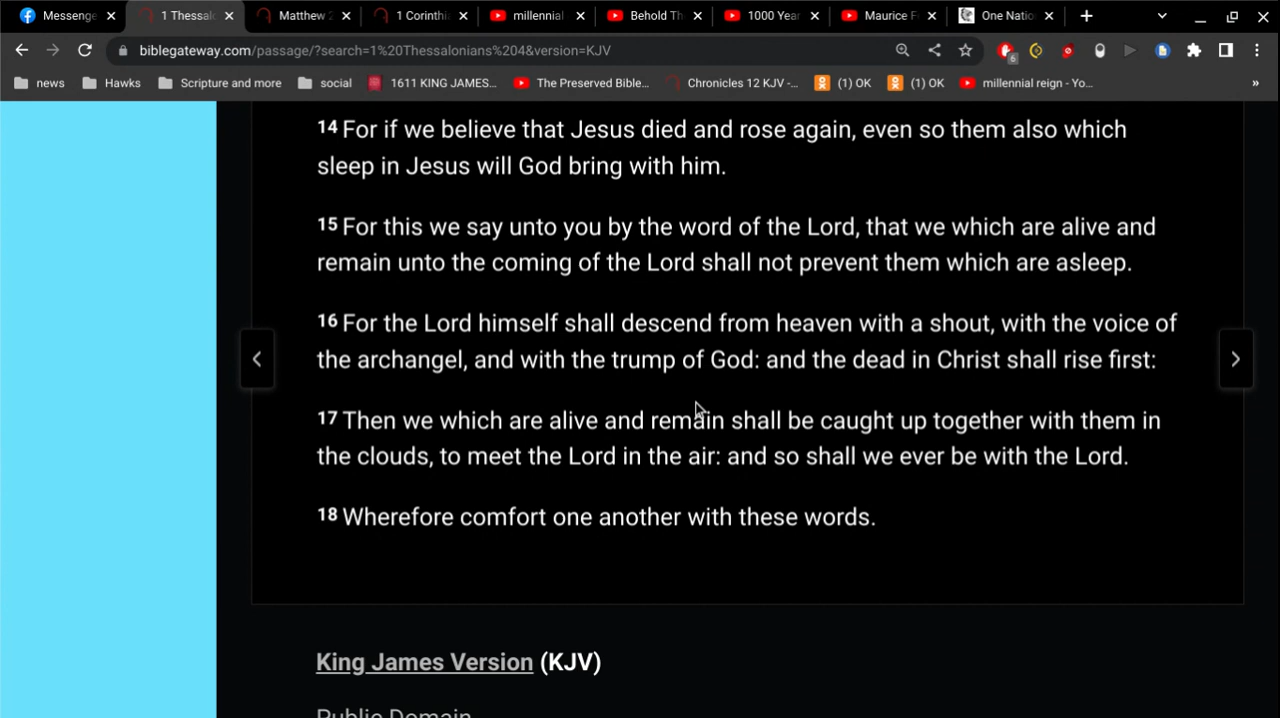 Messenge
1 Thessalo
Matthew 2
1 Corinthi
millennial
Behold Th
1000 Year
Maurice F
One Natio
biblegateway.com/passage/?search=1%20Thessalonians%204&version=KJV
6
news
Hawks
Scripture and more
social
1611 KING JAMES...
The Preserved Bible...
Chronicles 12 KJV -...
(1) OK
(1) OK
millennial reign - Yo...
»
14 For if we believe that Jesus died and rose again, even so them also which
sleep in Jesus will God bring with him.
15 For this we say unto you by the word of the Lord, that we which are alive and
remain unto the coming of the Lord shall not prevent them which are asleep.
16 For the Lord himself shall descend from heaven with a shout, with the voice of
the archangel, and with the trump of God: and the dead in Christ shall rise first:
17 Then we which are alive and remain shall be caught up together with them in
the clouds, to meet the Lord in the air: and so shall we ever be with the Lord.
18 Wherefore comfort one another with these words.
King James Version (KJV)
Public Domain